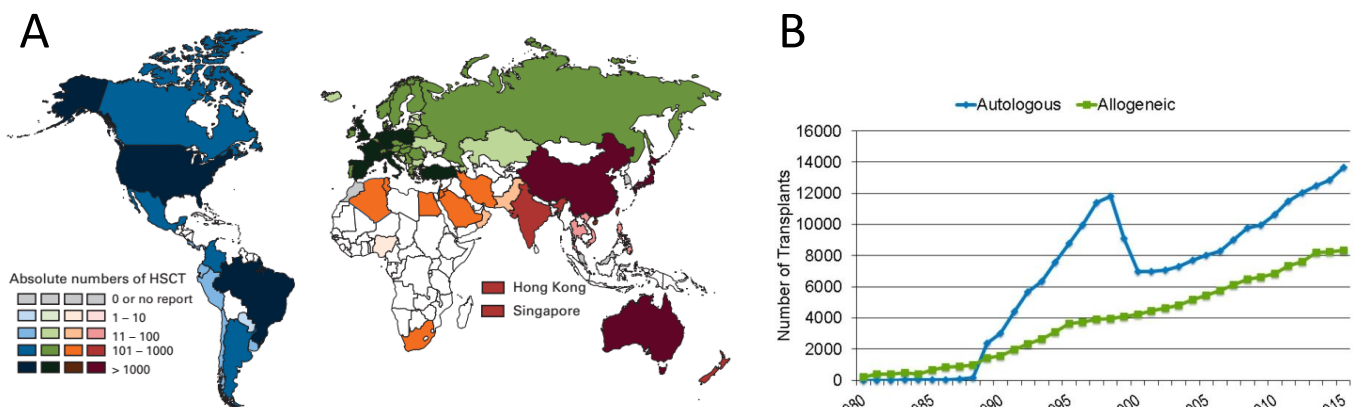 A
Absolute numbers of HSCT
0 or no report
1 – 10
11 – 100
101 – 1000
> 1000
Hong Kong
Singapore
B
Autologous
Allogeneic
Number of Transplants
16000
14000
12000
10000
8000
6000
4000
2000
0